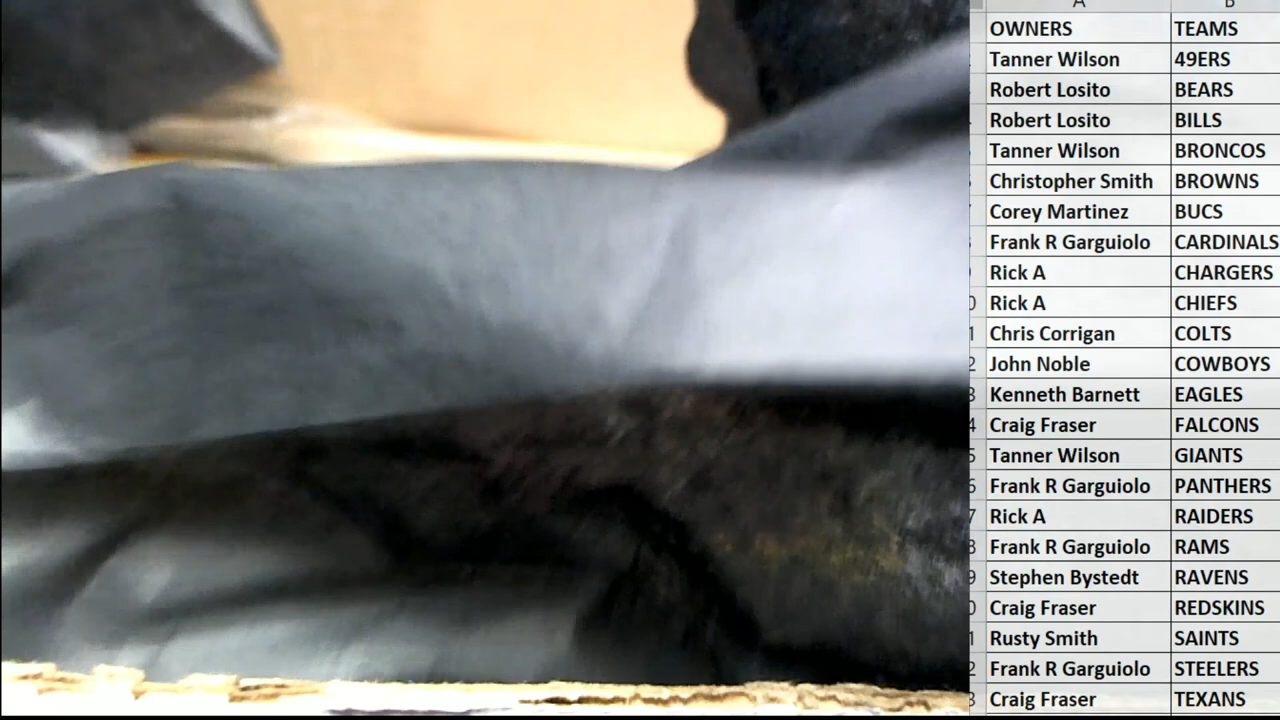 A B
OWNERS TEAMS
Tanner Wilson 49ERS
Robert Losito BEARS
Robert Losito BILLS
Tanner Wilson BRONCOS
Christopher Smith BROWNS
Corey Martinez BUCS
Frank R Garguiolo CARDINALS
Rick A CHARGERS
Rick A CHIEFS
Chris Corrigan COLTS
John Noble COWBOYS
Kenneth Barnett EAGLES
Craig Fraser FALCONS
Tanner Wilson GIANTS
Frank R Garguiolo PANTHERS
Rick A RAIDERS
Frank R Garguiolo RAMS
Stephen Bystedt RAVENS
Craig Fraser REDSKINS
Rusty Smith SAINTS
Frank R Garguiolo STEELERS
Craig Fraser TEXANS